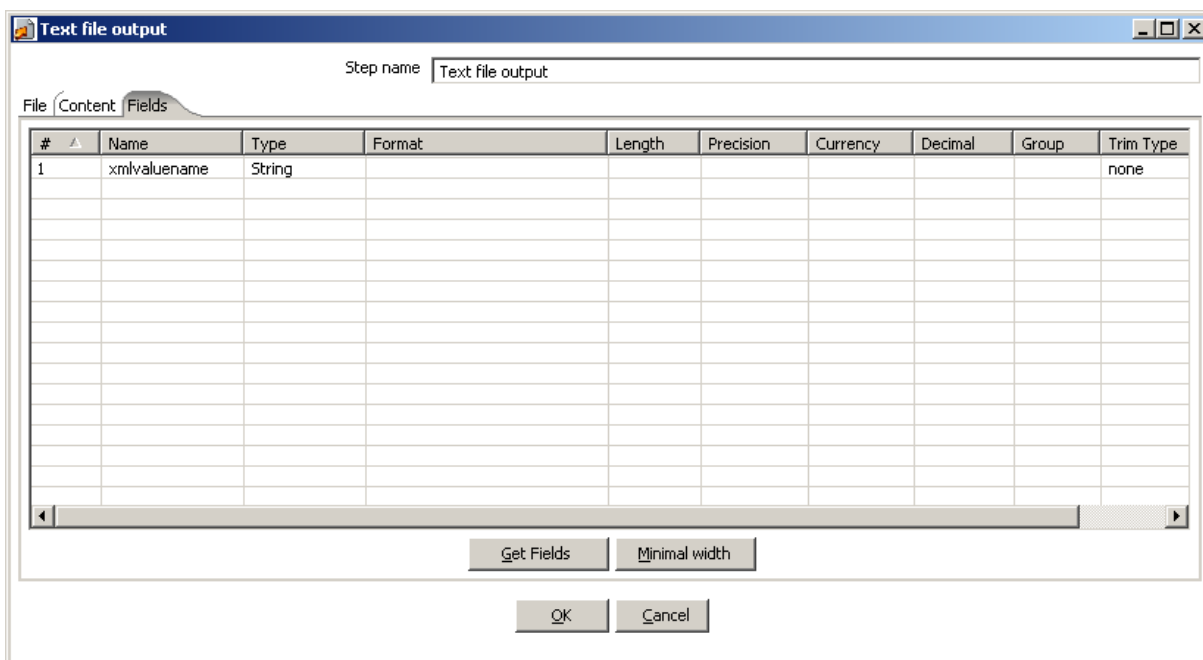 Text file output
Step name Text file output
File Content Fields
# Name Type Format Length Precision Currency Decimal Group Trim Type
1 xmlvaluename String none
Get Fields Minimal width
OK Cancel